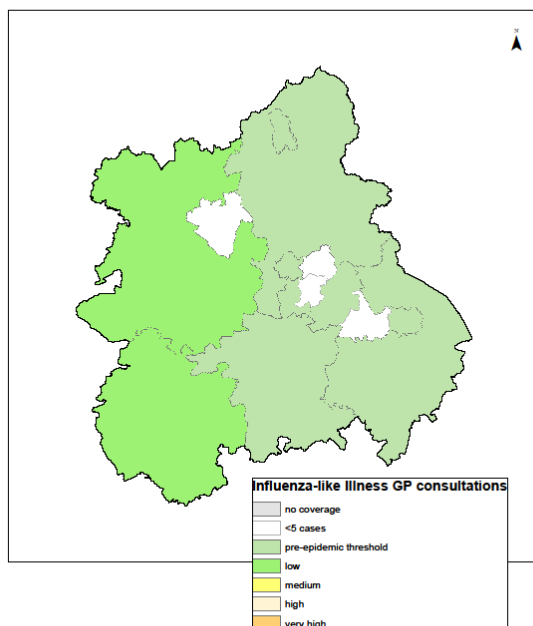 N
Influenza-like Illness GP consultations
no coverage
<5 cases
pre-epidemic threshold
low
medium
high
very high